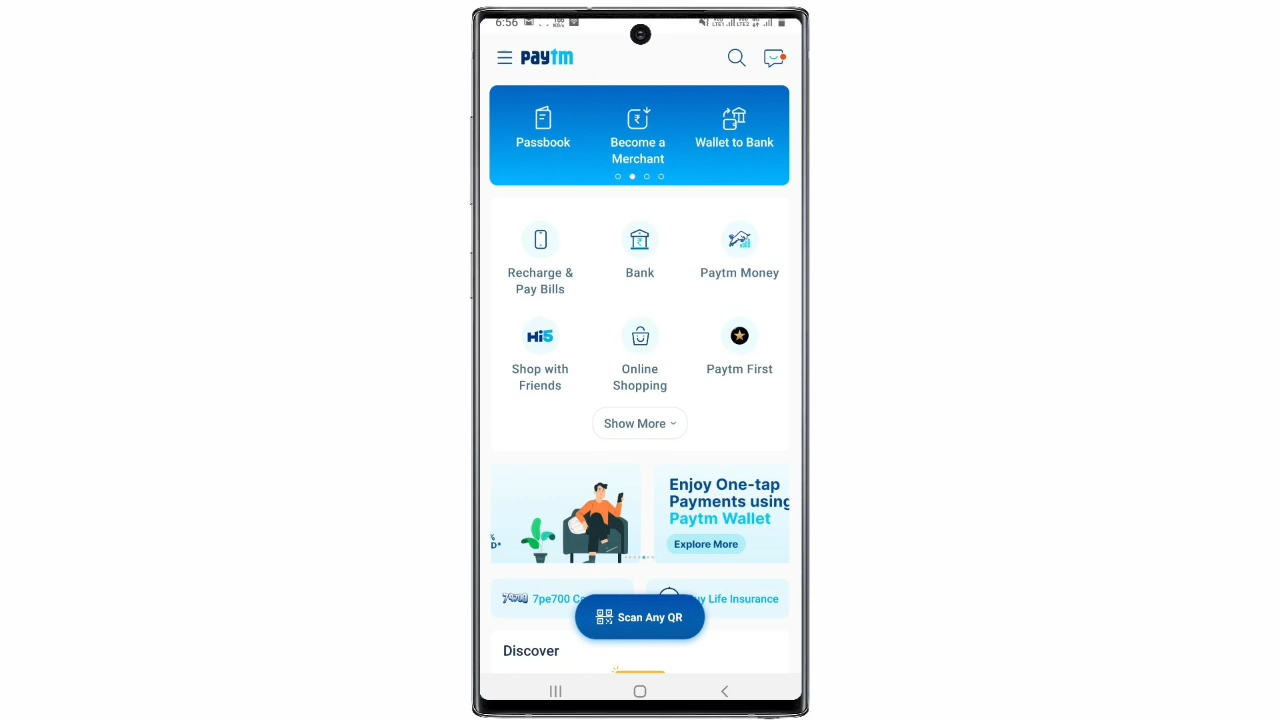 6:56
paytm
Passbook
Become a
Merchant
Wallet to Bank
Recharge &
Pay Bills
Bank
Paytm Money
Hi5
Shop with
Friends
Online
Shopping
Paytm First
Show More
Enjoy One-tap
Payments using
Paytm Wallet
Explore More
7pe700
Life Insurance
Scan Any QR
Discover